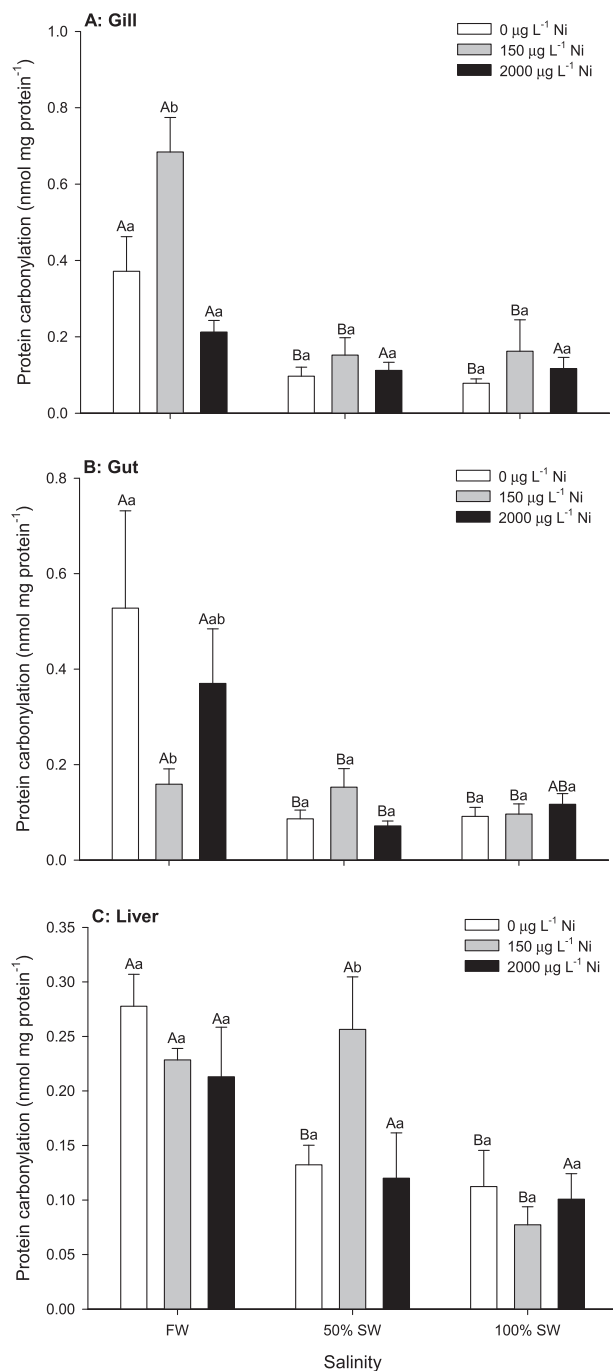 A: Gill
0 µg L⁻¹ Ni
150 µg L⁻¹ Ni
2000 µg L⁻¹ Ni
Protein carbonylation (nmol mg protein⁻¹)
1.0
0.8
0.6
0.4
0.2
0.0
Aa
Ab
Aa
Ba
Ba
Aa
Ba
Ba
Aa
B: Gut
0 µg L⁻¹ Ni
150 µg L⁻¹ Ni
2000 µg L⁻¹ Ni
Protein carbonylation (nmol mg protein⁻¹)
0.8
0.6
0.4
0.2
0.0
Aa
Ab
Aab
Ba
Ba
Ba
Ba
Ba
ABa
C: Liver
0 µg L⁻¹ Ni
150 µg L⁻¹ Ni
2000 µg L⁻¹ Ni
Protein carbonylation (nmol mg protein⁻¹)
0.35
0.30
0.25
0.20
0.15
0.10
0.05
0.00
Aa
Aa
Aa
Ba
Ab
Aa
Ba
Ba
Aa
FW 50% SW 100% SW
Salinity